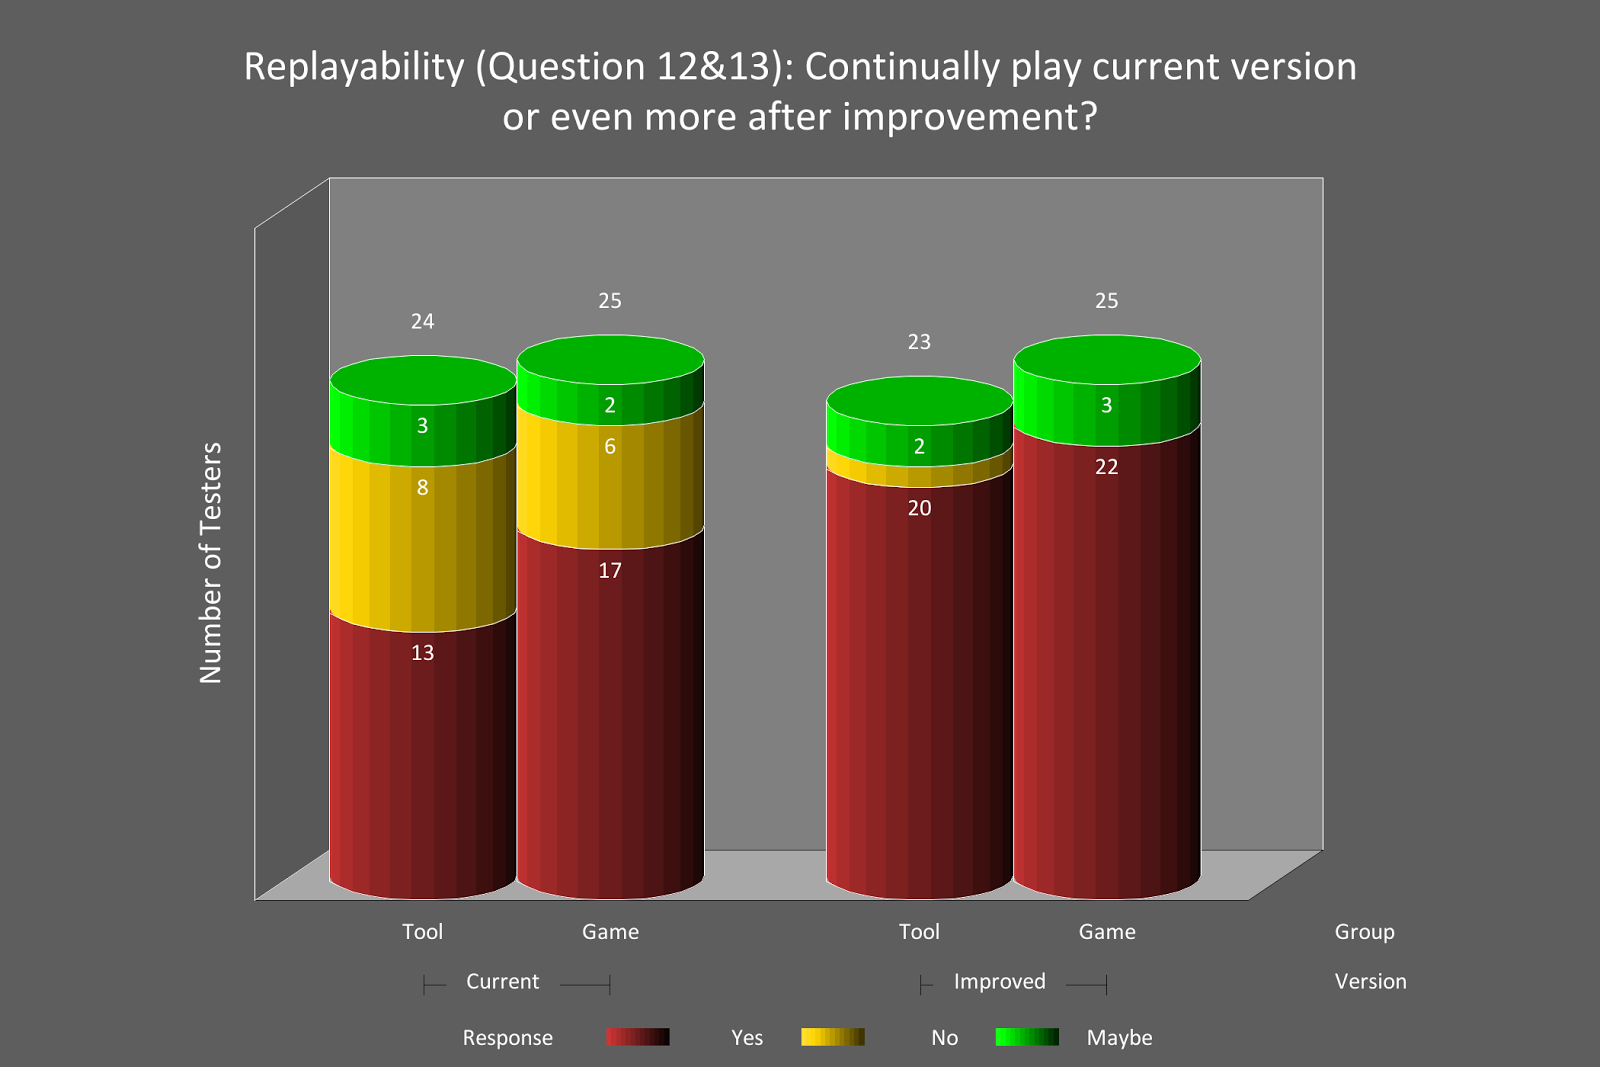 Replayability (Question 12&13): Continually play current version
or even more after improvement?
Number of Testers
24
25
23
25
3
2
2
3
8
6
13
17
20
22
Tool Game Tool Game Group
Current Improved Version
Response Yes No Maybe